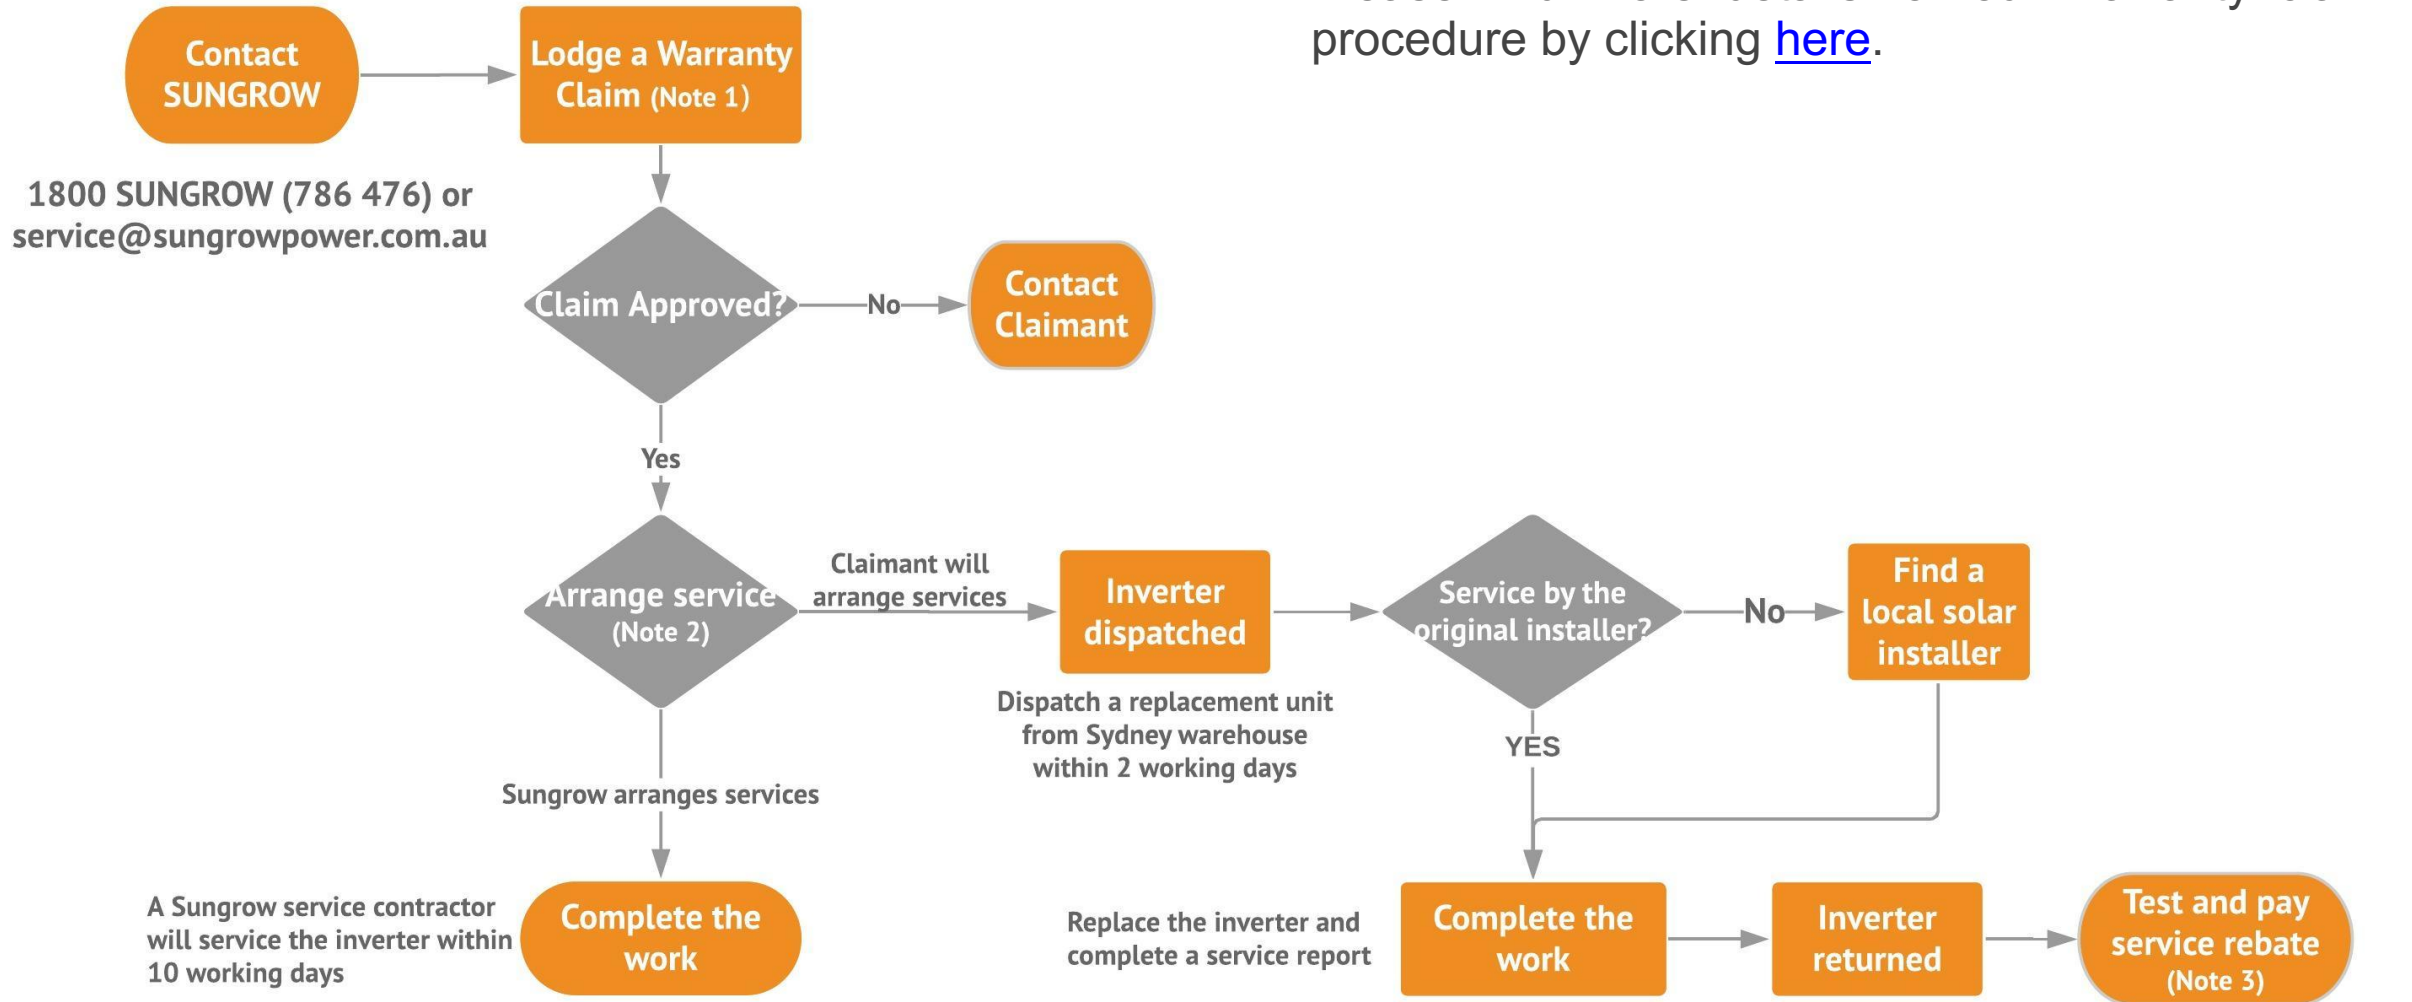 procedure by clicking here.
Contact
SUNGROW
Lodge a Warranty
Claim (Note 1)
1800 SUNGROW (786 476) or
service@sungrowpower.com.au
Claim Approved?
No
Contact
Claimant
Yes
Arrange service
(Note 2)
Claimant will
arrange services
Inverter
dispatched
Dispatch a replacement unit
from Sydney warehouse
within 2 working days
Service by the
original installer?
No
Find a
local solar
installer
YES
Sungrow arranges services
A Sungrow service contractor
will service the inverter within
10 working days
Complete the
work
Replace the inverter and
complete a service report
Complete the
work
Inverter
returned
Test and pay
service rebate
(Note 3)